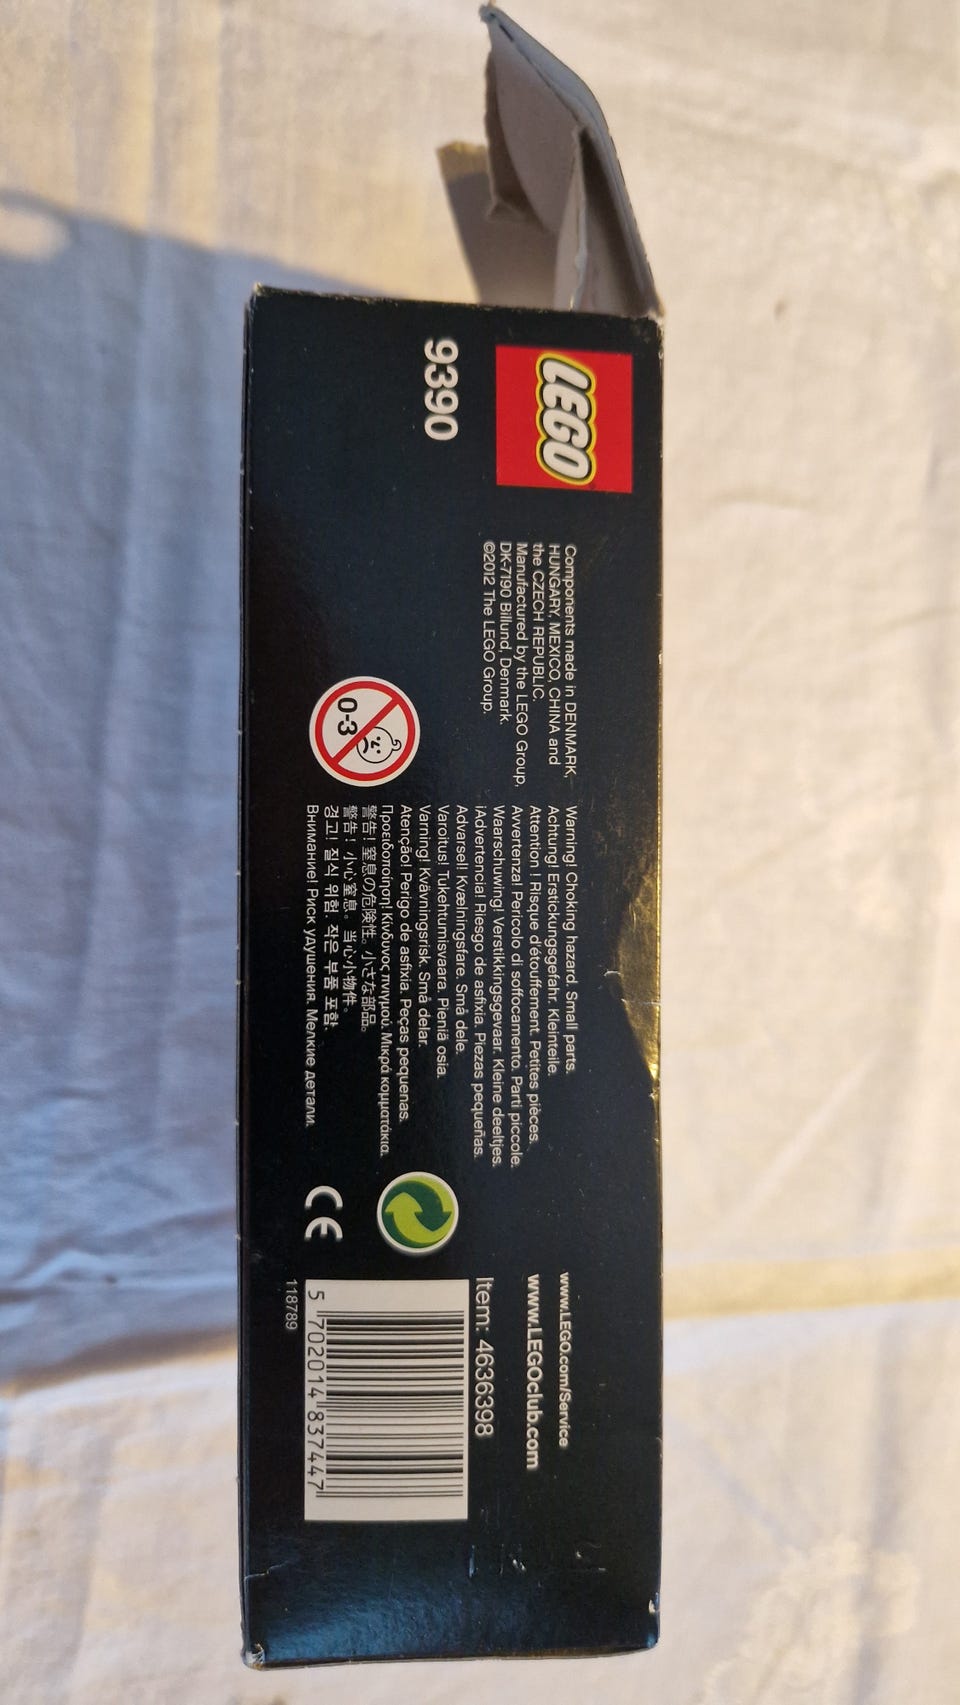 LEGO
9390
Components made in DENMARK,
HUNGARY, MEXICO, CHINA and
the CZECH REPUBLIC.
Manufactured by the LEGO Group,
DK-7190 Billund, Denmark.
©2012 The LEGO Group.
0-3
Warning! Choking hazard. Small parts.
Achtung! Erstickungsgefahr. Kleinteile.
Attention ! Risque d'étouffement. Petites pièces.
Avvertenza! Pericolo di soffocamento. Parti piccole.
Waarschuwing! Verstikkingsgevaar. Kleine deeltjes.
¡Advertencia! Riesgo de asfixia. Piezas pequeñas.
Advarsel! Kvælningsfare. Små dele.
Varoitus! Tukehtumisvaara. Pieniä osia.
Varning! Kvävningsrisk. Små delar.
Atenção! Perigo de asfixia. Peças pequenas.
Προειδοποίηση! Κίνδυνος πνιγμού. Μικρά κομματάκια.
警告! 窒息の危険性。小さな部品。
警告！小心窒息。当心小物件。
경고! 질식 위험. 작은 부품 포함.
Внимание! Риск удушения. Мелкие детали.
CE
www.LEGO.com/Service
www.LEGOclub.com
Item: 4636398
5 702014 837447
118789